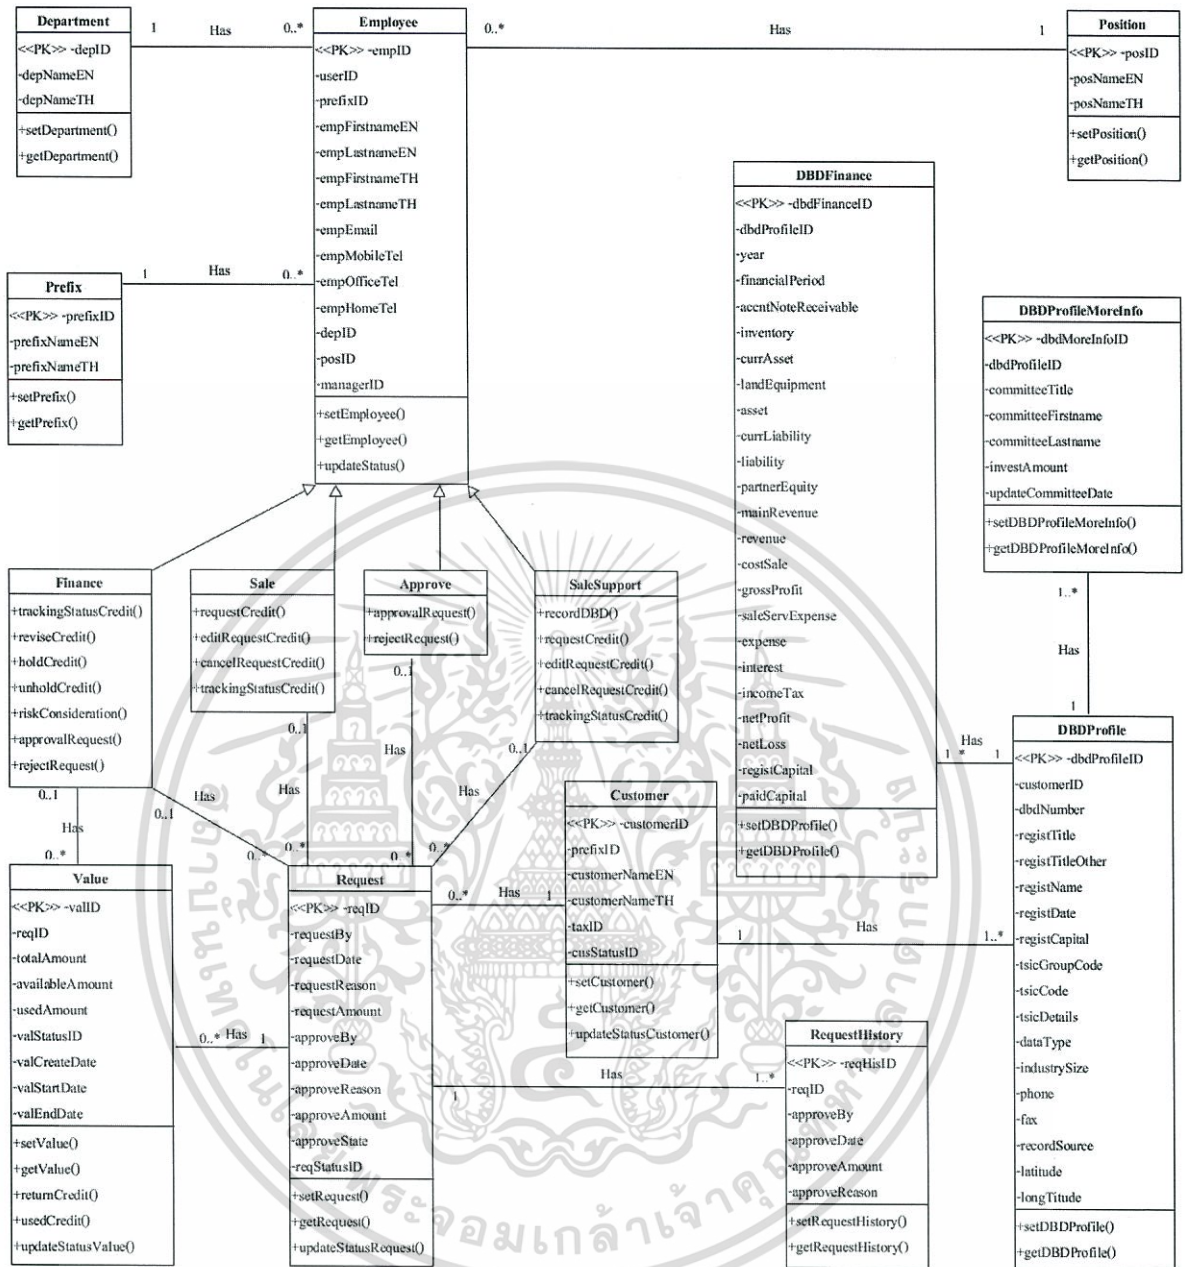 Department
<<PK>> -depID
-depNameEN
-depNameTH
+setDepartment()
+getDepartment()
1
Has
0..*
Employee
<<PK>> -empID
-userID
-prefixID
-empFirstnameEN
-empLastnameEN
-empFirstnameTH
-empLastnameTH
-empEmail
-empMobileTel
-empOfficeTel
-empHomeTel
-depID
-posID
-managerID
+setEmployee()
+getEmployee()
+updateStatus()
0..*
Has
1
Position
<<PK>> -posID
-posNameEN
-posNameTH
+setPosition()
+getPosition()
Prefix
<<PK>> -prefixID
-prefixNameEN
-prefixNameTH
+setPrefix()
+getPrefix()
1
Has
0..*
DBDFinance
<<PK>> -dbdFinanceID
-dbdProfileID
-year
-financialPeriod
-accntNoteReceivable
-inventory
-currAsset
-landEquipment
-asset
-currLiability
-liability
-partnerEquity
-mainRevenue
-revenue
-costSale
-grossProfit
-saleServExpense
-expense
-interest
-incomeTax
-netProfit
-netLoss
-registCapital
-paidCapital
+setDBDProfile()
+getDBDProfile()
DBDProfileMoreInfo
<<PK>> -dbdMoreInfoID
-dbdProfileID
-committeeTitle
-committeeFirstname
-committeeLastname
-investAmount
-updateCommitteeDate
+setDBDProfileMoreInfo()
+getDBDProfileMoreInfo()
1..*
Has
1
Finance
+trackingStatusCredit()
+reviseCredit()
+holdCredit()
+unholdCredit()
+riskConsideration()
+approvalRequest()
+rejectRequest()
Sale
+requestCredit()
+editRequestCredit()
+cancelRequestCredit()
+trackingStatusCredit()
Approve
+approvalRequest()
+rejectRequest()
SaleSupport
+recordDBD()
+requestCredit()
+editRequestCredit()
+cancelRequestCredit()
+trackingStatusCredit()
0..1
Has
0..*
0..1
Has
0..*
0..1
Has
0..*
0..1
Has
0..*
0..1
Has
0..*
1..*
Has
1
DBDProfile
<<PK>> -dbdProfileID
-customerID
-dbdNumber
-registTitle
-registTitleOther
-registName
-registDate
-registCapital
-tsicGroupCode
-tsicCode
-tsicDetails
-dataType
-industrySize
-phone
-fax
-recordSource
-latitude
-longTitude
+setDBDProfile()
+getDBDProfile()
Customer
<<PK>> -customerID
-prefixID
-customerNameEN
-customerNameTH
-taxID
-cusStatusID
+setCustomer()
+getCustomer()
+updateStatusCustomer()
1
Has
1..*
0..*
Has
1
Value
<<PK>> -valID
-reqID
-totalAmount
-availableAmount
-usedAmount
-valStatusID
-valCreateDate
-valStartDate
-valEndDate
+setValue()
+getValue()
+returnCredit()
+usedCredit()
+updateStatusValue()
0..*
Has
1
Request
<<PK>> -reqID
-requestBy
-requestDate
-requestReason
-requestAmount
-approveBy
-approveDate
-approveReason
-approveAmount
-approveState
-reqStatusID
+setRequest()
+getRequest()
+updateStatusRequest()
1
Has
1..*
RequestHistory
<<PK>> -reqHisID
-reqID
-approveBy
-approveDate
-approveAmount
-approveReason
+setRequestHistory()
+getRequestHistory()